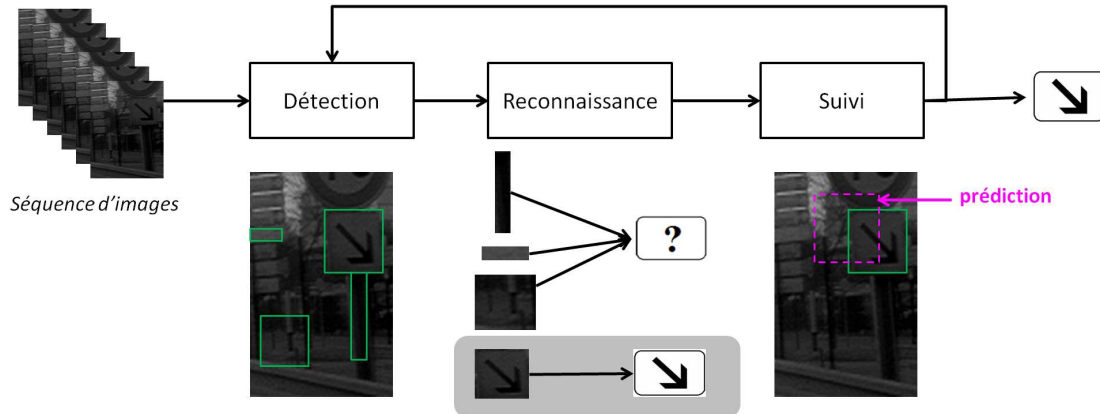 Détection
Reconnaissance
Suivi
Séquence d'images
prédiction
?